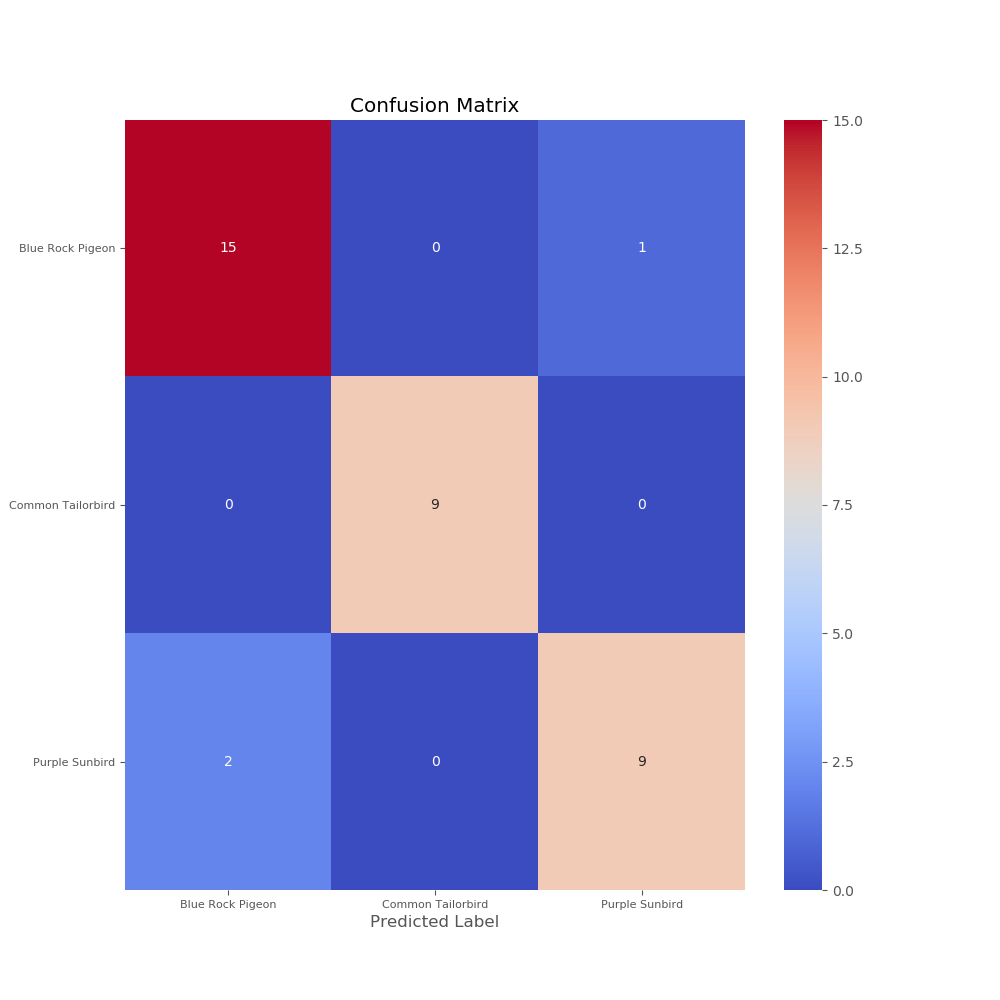 Confusion Matrix
Blue Rock Pigeon
15
0
1
Common Tailorbird
0
9
0
Purple Sunbird
2
0
9
Blue Rock Pigeon
Common Tailorbird
Purple Sunbird
Predicted Label
15.0
12.5
10.0
7.5
5.0
2.5
0.0